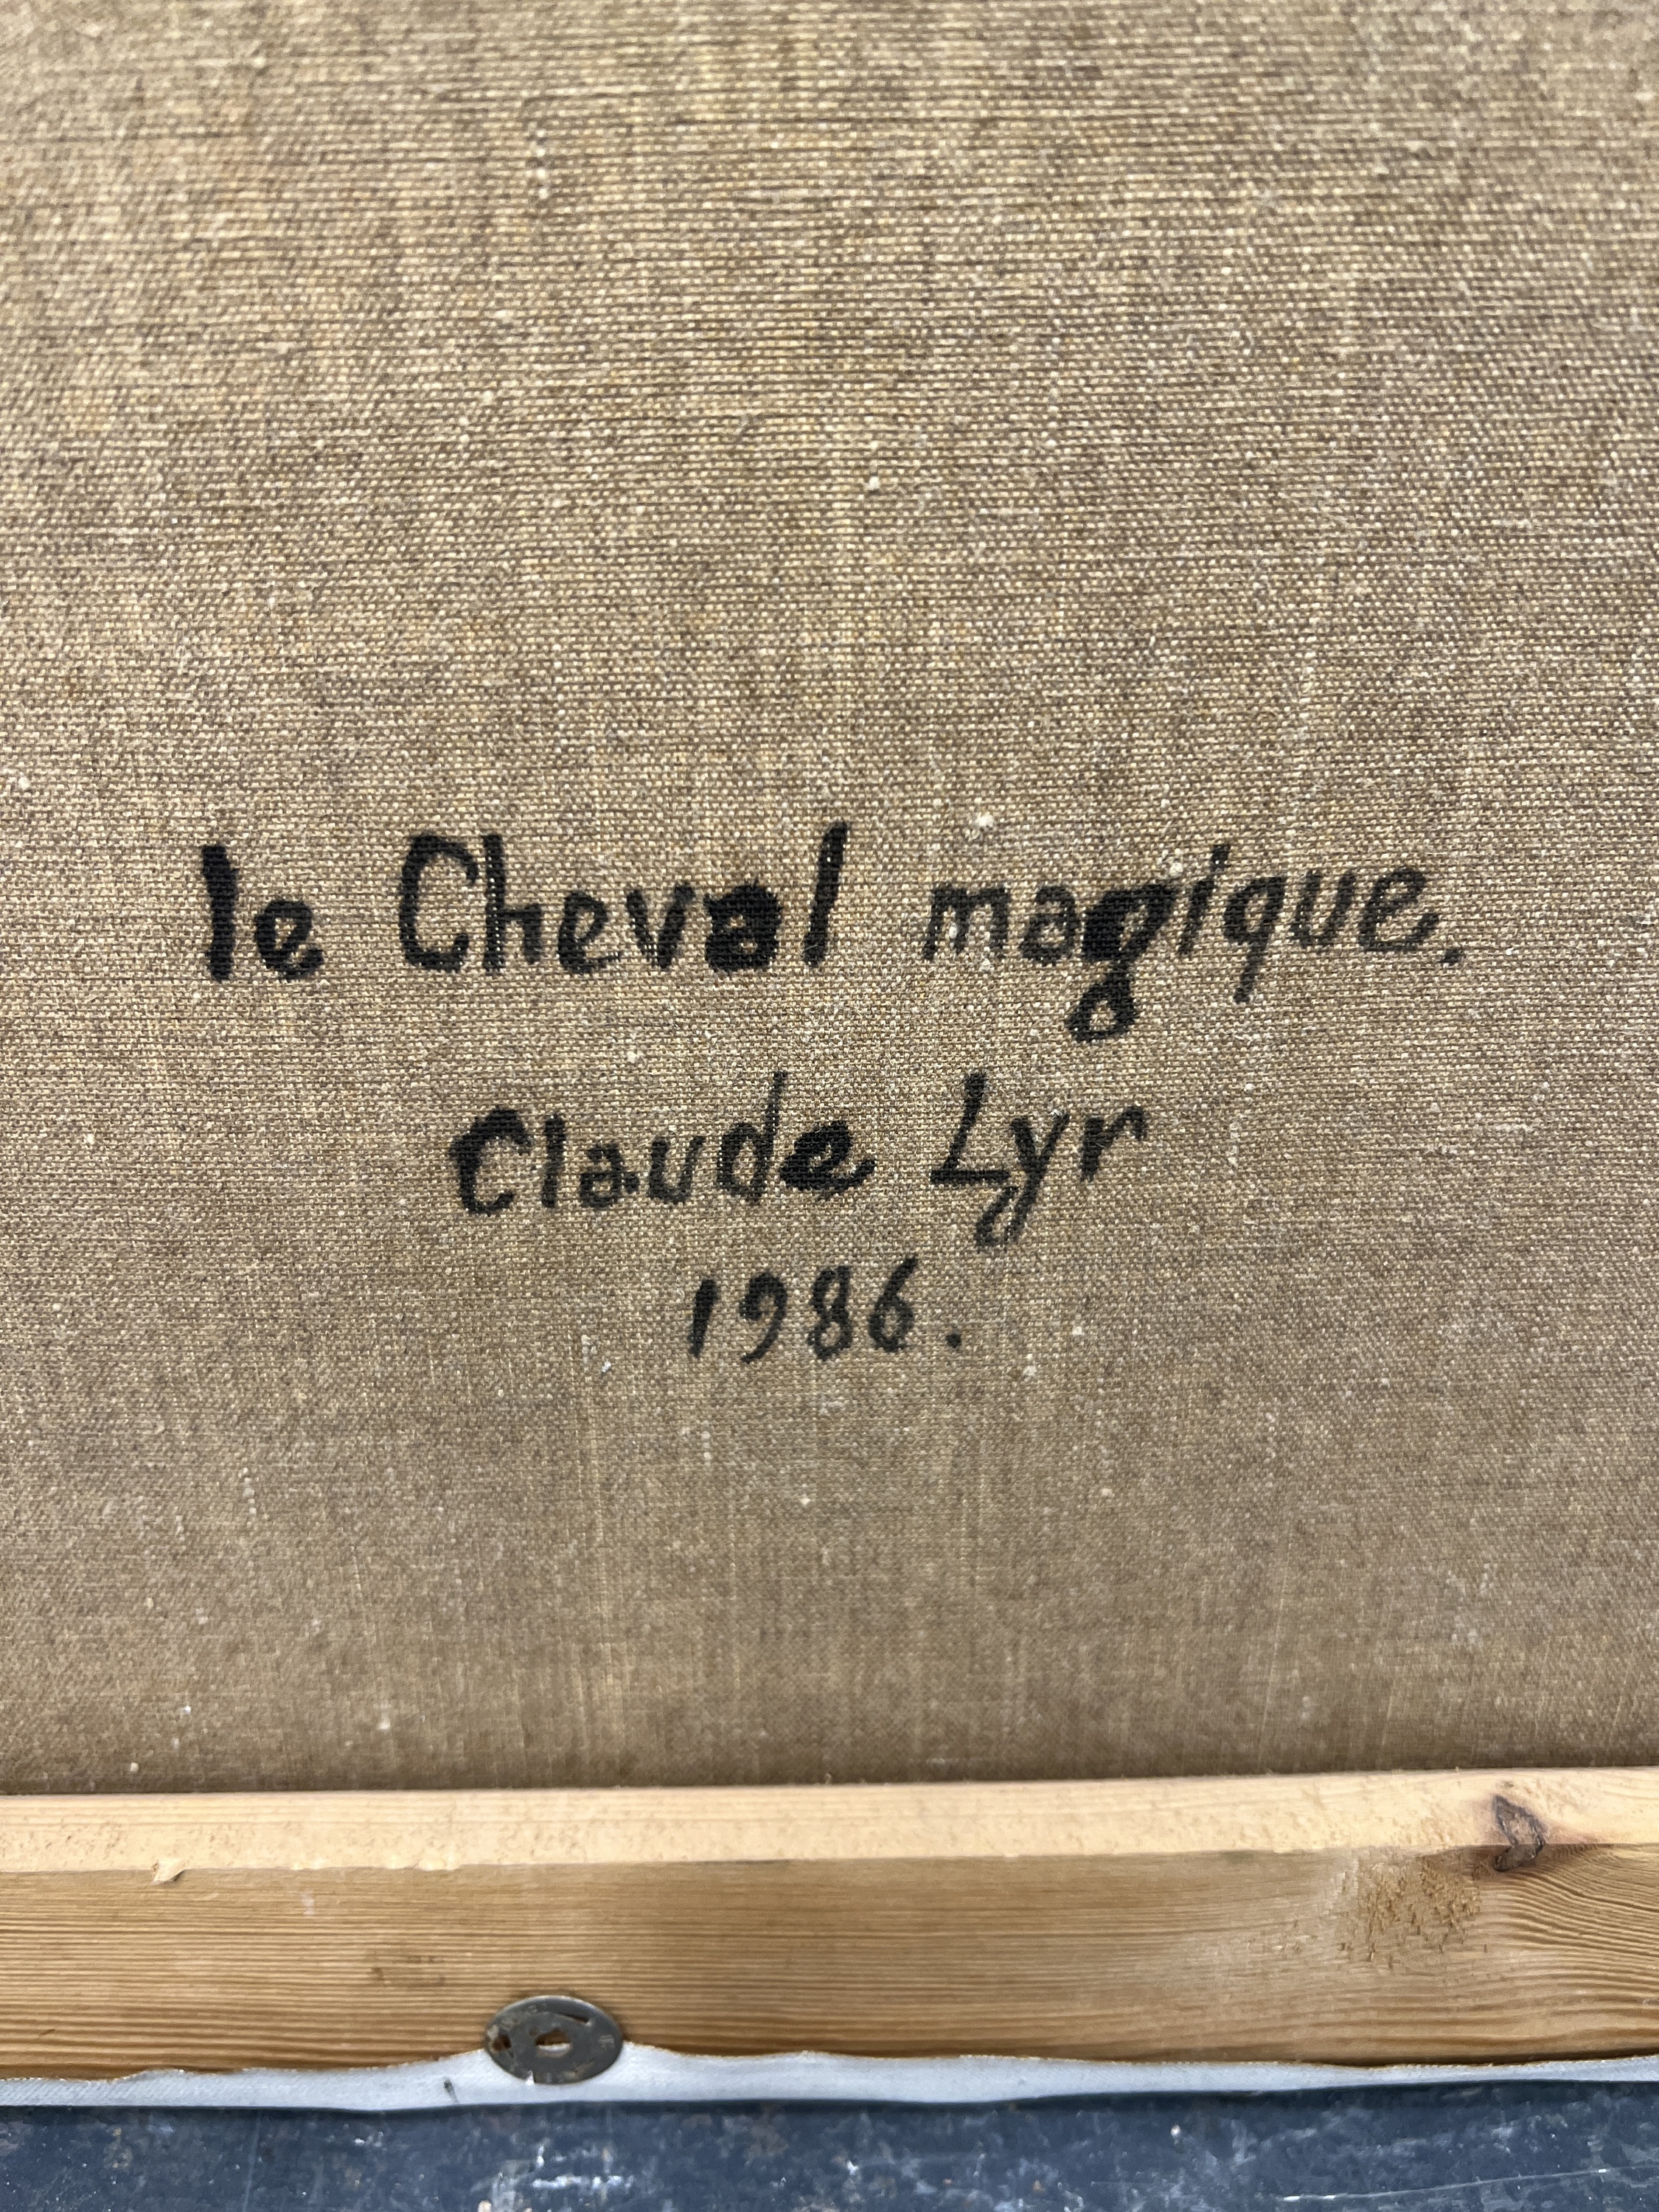 le Cheval magique.
Claude Lyr
1986.